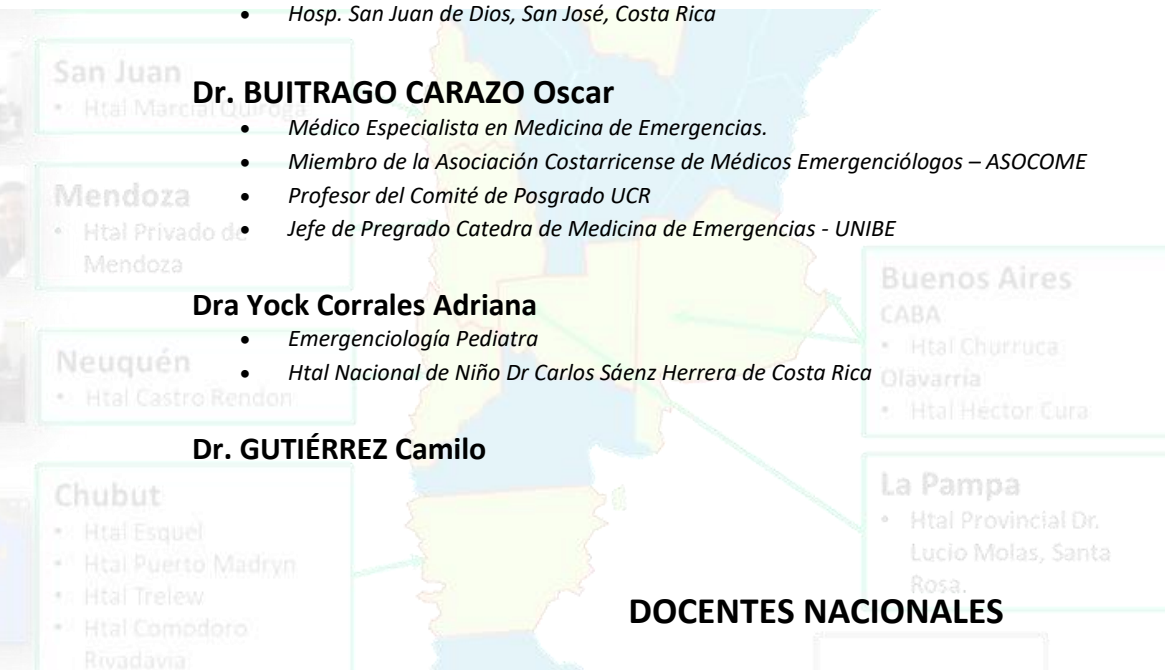 • Hosp. San Juan de Dios, San José, Costa Rica
Dr. BUITRAGO CARAZO Oscar
• Médico Especialista en Medicina de Emergencias.
• Miembro de la Asociación Costarricense de Médicos Emergenciólogos – ASOCOME
• Profesor del Comité de Posgrado UCR
• Jefe de Pregrado Catedra de Medicina de Emergencias - UNIBE
Dra Yock Corrales Adriana
• Emergenciología Pediatra
• Htal Nacional de Niño Dr Carlos Sáenz Herrera de Costa Rica
Dr. GUTIÉRREZ Camilo
DOCENTES NACIONALES
San Juan
• Htal Marcial Quiroga
Mendoza
• Htal Privado de
Mendoza
Neuquén
• Htal Castro Rendon
Chubut
• Htal Esquel
• Htal Puerto Madryn
• Htal Trelew
• Htal Comodoro
Rivadavia
Buenos Aires
CABA
• Htal Churruca
Olavarría
• Htal Héctor Cura
La Pampa
• Htal Provincial Dr.
Lucio Molas, Santa
Rosa.